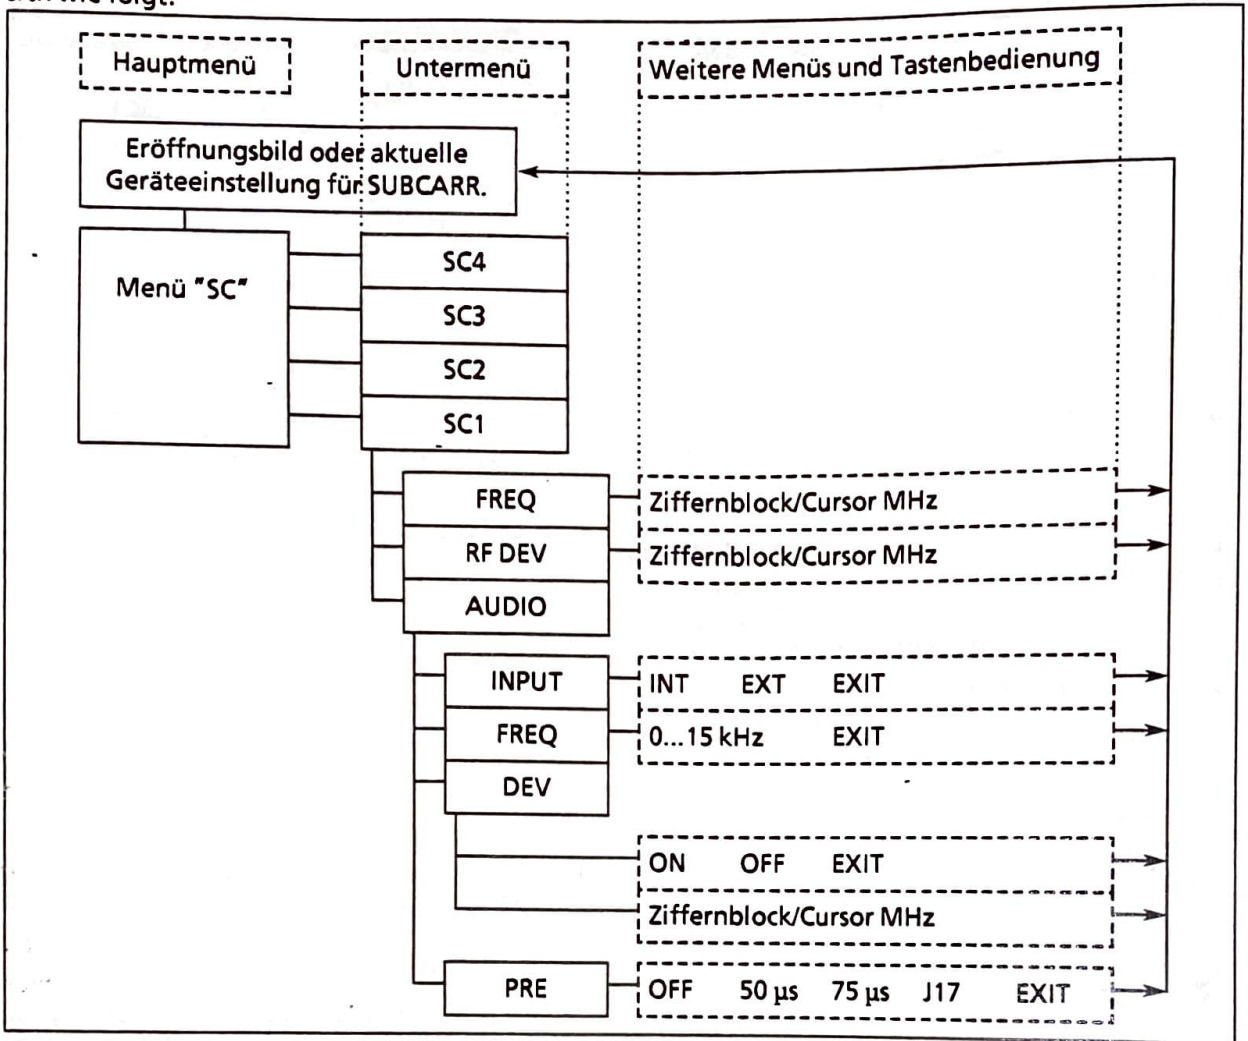 wie folgt:
Hauptmenü Untermenü Weitere Menüs und Tastenbedienung
Eröffnungsbild oder aktuelle
Geräteeinstellung für SUBCARR.
Menü "SC"
SC4
SC3
SC2
SC1
FREQ Ziffernblock/Cursor MHz
RF DEV Ziffernblock/Cursor MHz
AUDIO
INPUT INT EXT EXIT
FREQ 0...15 kHz EXIT
DEV
ON OFF EXIT
Ziffernblock/Cursor MHz
PRE OFF 50 µs 75 µs J17 EXIT